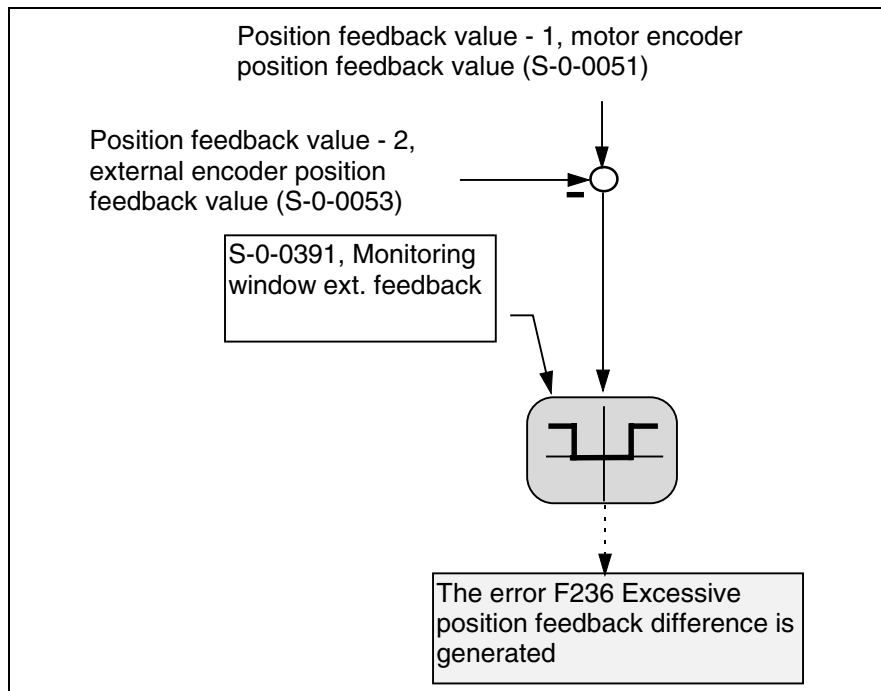 Position feedback value - 1, motor encoder
position feedback value (S-0-0051)
Position feedback value - 2,
external encoder position
feedback value (S-0-0053)
S-0-0391, Monitoring
window ext. feedback
The error F236 Excessive
position feedback difference is
generated